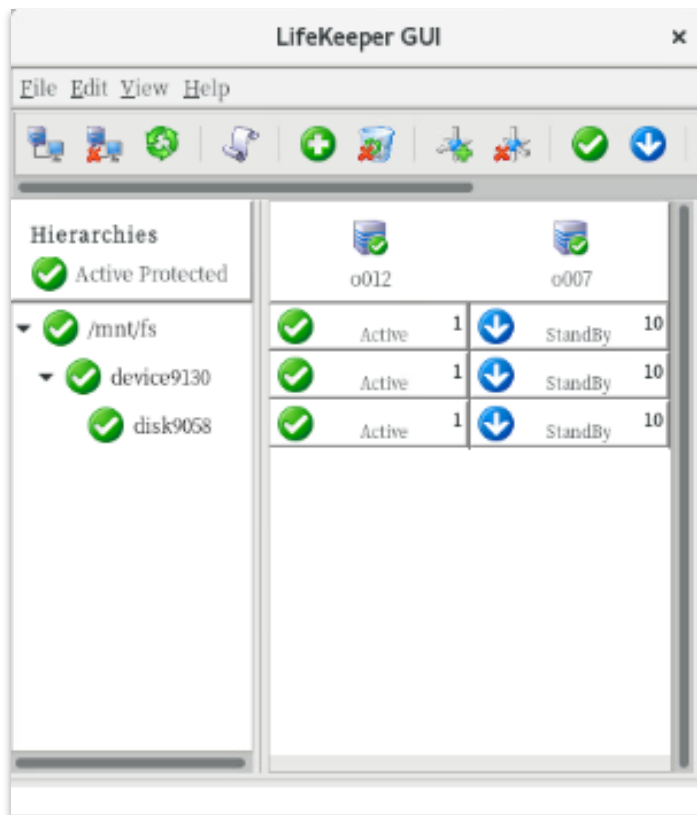 LifeKeeper GUI ×
File Edit View Help
Hierarchies
Active Protected
o012 o007
/mnt/fs Active 1 StandBy 10
device9130 Active 1 StandBy 10
disk9058 Active 1 StandBy 10